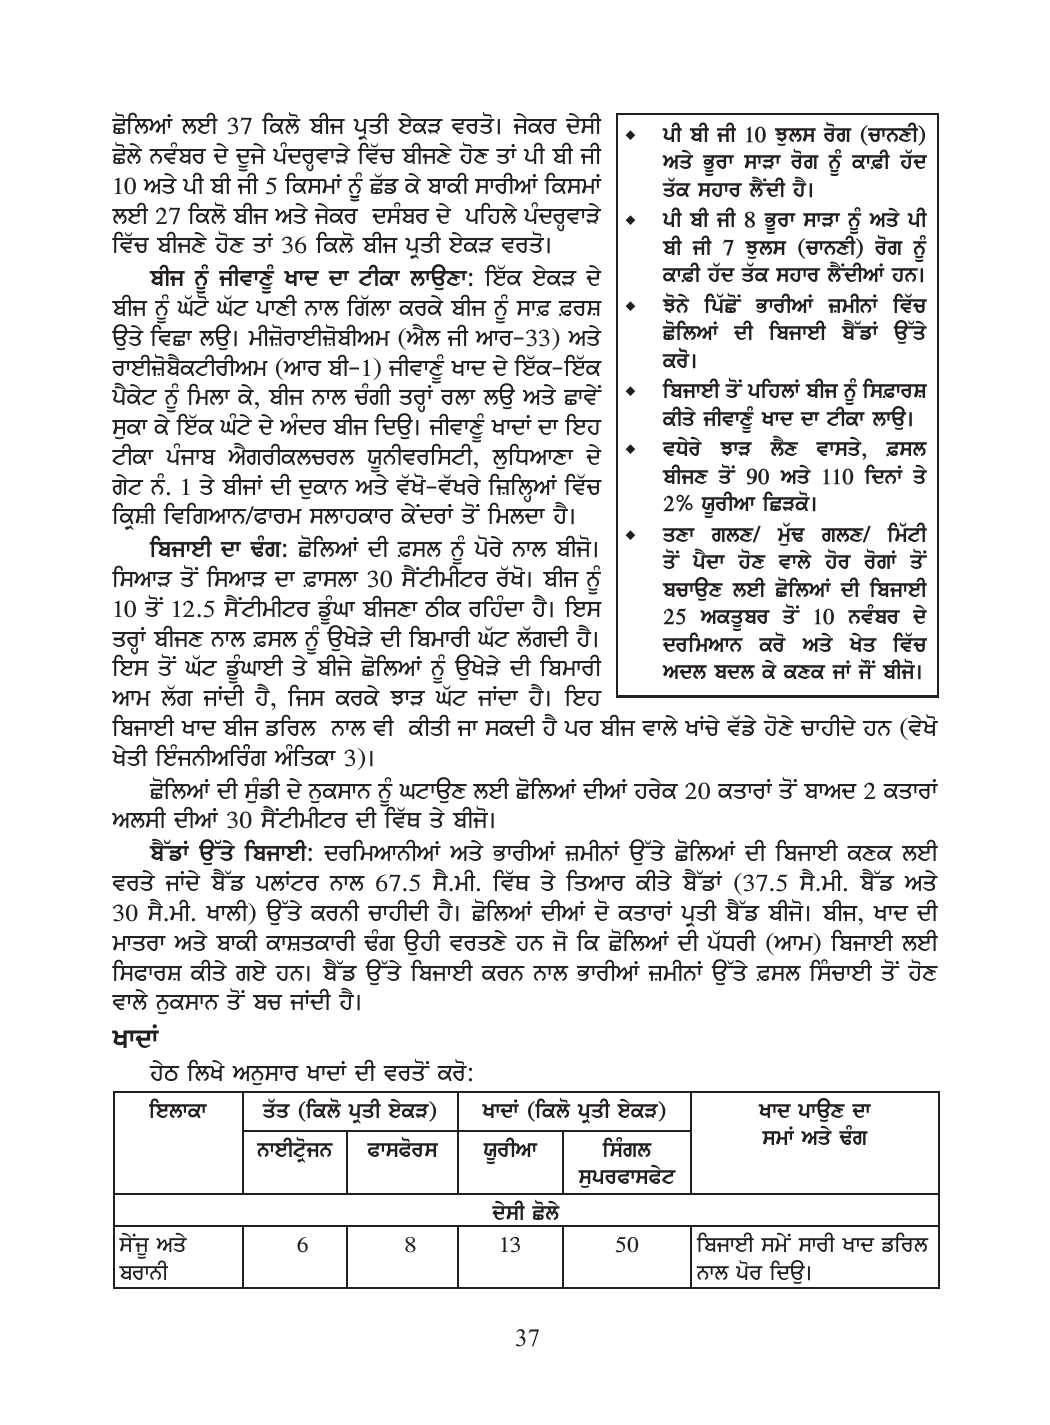 ਛੋਲਿਆਂ ਲਈ 37 ਕਿਲੋ ਬੀਜ ਪ੍ਰਤੀ ਏਕੜ ਵਰਤੋ। ਜੇਕਰ ਦੇਸੀ
ਛੋਲੇ ਨਵੰਬਰ ਦੇ ਦੂਜੇ ਪੰਦਰ੍ਹਵਾੜੇ ਵਿੱਚ ਬੀਜਣੇ ਹੋਣ ਤਾਂ ਪੀ ਬੀ ਜੀ
10 ਅਤੇ ਪੀ ਬੀ ਜੀ 5 ਕਿਸਮਾਂ ਨੂੰ ਛੱਡ ਕੇ ਬਾਕੀ ਸਾਰੀਆਂ ਕਿਸਮਾਂ
ਲਈ 27 ਕਿਲੋ ਬੀਜ ਅਤੇ ਜੇਕਰ ਦਸੰਬਰ ਦੇ ਪਹਿਲੇ ਪੰਦਰ੍ਹਵਾੜੇ
ਵਿੱਚ ਬੀਜਣੇ ਹੋਣ ਤਾਂ 36 ਕਿਲੋ ਬੀਜ ਪ੍ਰਤੀ ਏਕੜ ਵਰਤੋ।
ਬੀਜ ਨੂੰ ਜੀਵਾਣੂੰ ਖਾਦ ਦਾ ਟੀਕਾ ਲਾਉਣਾ: ਇੱਕ ਏਕੜ ਦੇ
ਬੀਜ ਨੂੰ ਘੱਟੋ ਘੱਟ ਪਾਣੀ ਨਾਲ ਗਿੱਲਾ ਕਰਕੇ ਬੀਜ ਨੂੰ ਸਾਫ਼ ਫ਼ਰਸ਼
ਉਤੇ ਵਿਛਾ ਲਉ। ਮੀਜ਼ੋਰਾਈਜ਼ੋਬੀਅਮ (ਐਲ ਜੀ ਆਰ-33) ਅਤੇ
ਰਾਈਜ਼ੋਬੈਕਟੀਰੀਅਮ (ਆਰ ਬੀ-1) ਜੀਵਾਣੂੰ ਖਾਦ ਦੇ ਇੱਕ-ਇੱਕ
ਪੈਕੇਟ ਨੂੰ ਮਿਲਾ ਕੇ, ਬੀਜ ਨਾਲ ਚੰਗੀ ਤਰ੍ਹਾਂ ਰਲਾ ਲਉ ਅਤੇ ਛਾਵੇਂ
ਸੁਕਾ ਕੇ ਇੱਕ ਘੰਟੇ ਦੇ ਅੰਦਰ ਬੀਜ ਦਿਉ। ਜੀਵਾਣੂੰ ਖਾਦਾਂ ਦਾ ਇਹ
ਟੀਕਾ ਪੰਜਾਬ ਐਗਰੀਕਲਚਰਲ ਯੂਨੀਵਰਸਿਟੀ, ਲੁਧਿਆਣਾ ਦੇ
ਗੇਟ ਨੰ. 1 ਤੇ ਬੀਜਾਂ ਦੀ ਦੁਕਾਨ ਅਤੇ ਵੱਖੋ-ਵੱਖਰੇ ਜ਼ਿਲ੍ਹਿਆਂ ਵਿੱਚ
ਕ੍ਰਿਸ਼ੀ ਵਿਗਿਆਨ/ਫਾਰਮ ਸਲਾਹਕਾਰ ਕੇਂਦਰਾਂ ਤੋਂ ਮਿਲਦਾ ਹੈ।
ਬਿਜਾਈ ਦਾ ਢੰਗ: ਛੋਲਿਆਂ ਦੀ ਫ਼ਸਲ ਨੂੰ ਪੋਰੇ ਨਾਲ ਬੀਜੋ।
ਸਿਆੜ ਤੋਂ ਸਿਆੜ ਦਾ ਫ਼ਾਸਲਾ 30 ਸੈਂਟੀਮੀਟਰ ਰੱਖੋ। ਬੀਜ ਨੂੰ
10 ਤੋਂ 12.5 ਸੈਂਟੀਮੀਟਰ ਡੂੰਘਾ ਬੀਜਣਾ ਠੀਕ ਰਹਿੰਦਾ ਹੈ। ਇਸ
ਤਰ੍ਹਾਂ ਬੀਜਣ ਨਾਲ ਫ਼ਸਲ ਨੂੰ ਉਖੇੜੇ ਦੀ ਬਿਮਾਰੀ ਘੱਟ ਲੱਗਦੀ ਹੈ।
ਇਸ ਤੋਂ ਘੱਟ ਡੂੰਘਾਈ ਤੇ ਬੀਜੇ ਛੋਲਿਆਂ ਨੂੰ ਉਖੇੜੇ ਦੀ ਬਿਮਾਰੀ
ਆਮ ਲੱਗ ਜਾਂਦੀ ਹੈ, ਜਿਸ ਕਰਕੇ ਝਾੜ ਘੱਟ ਜਾਂਦਾ ਹੈ। ਇਹ
ਬਿਜਾਈ ਖਾਦ ਬੀਜ ਡਰਿਲ ਨਾਲ ਵੀ ਕੀਤੀ ਜਾ ਸਕਦੀ ਹੈ ਪਰ ਬੀਜ ਵਾਲੇ ਖਾਂਚੇ ਵੱਡੇ ਹੋਣੇ ਚਾਹੀਦੇ ਹਨ (ਵੇਖੋ
ਖੇਤੀ ਇੰਜਨੀਅਰਿੰਗ ਅੰਤਿਕਾ 3)।
◆ ਪੀ ਬੀ ਜੀ 10 ਝੁਲਸ ਰੋਗ (ਚਾਨਣੀ)
ਅਤੇ ਭੂਰਾ ਸਾੜਾ ਰੋਗ ਨੂੰ ਕਾਫ਼ੀ ਹੱਦ
ਤੱਕ ਸਹਾਰ ਲੈਂਦੀ ਹੈ।
◆ ਪੀ ਬੀ ਜੀ 8 ਭੂਰਾ ਸਾੜਾ ਨੂੰ ਅਤੇ ਪੀ
ਬੀ ਜੀ 7 ਝੁਲਸ (ਚਾਨਣੀ) ਰੋਗ ਨੂੰ
ਕਾਫ਼ੀ ਹੱਦ ਤੱਕ ਸਹਾਰ ਲੈਂਦੀਆਂ ਹਨ।
◆ ਝੋਨੇ ਪਿੱਛੋਂ ਭਾਰੀਆਂ ਜ਼ਮੀਨਾਂ ਵਿੱਚ
ਛੋਲਿਆਂ ਦੀ ਬਿਜਾਈ ਬੈੱਡਾਂ ਉੱਤੇ
ਕਰੋ।
◆ ਬਿਜਾਈ ਤੋਂ ਪਹਿਲਾਂ ਬੀਜ ਨੂੰ ਸਿਫ਼ਾਰਸ਼
ਕੀਤੇ ਜੀਵਾਣੂੰ ਖਾਦ ਦਾ ਟੀਕਾ ਲਾਉ।
◆ ਵਧੇਰੇ ਝਾੜ ਲੈਣ ਵਾਸਤੇ, ਫ਼ਸਲ
ਬੀਜਣ ਤੋਂ 90 ਅਤੇ 110 ਦਿਨਾਂ ਤੇ
2% ਯੂਰੀਆ ਛਿੜਕੋ।
◆ ਤਣਾ ਗਲਣ/ ਮੁੱਢ ਗਲਣ/ ਮਿੱਟੀ
ਤੋਂ ਪੈਦਾ ਹੋਣ ਵਾਲੇ ਹੋਰ ਰੋਗਾਂ ਤੋਂ
ਬਚਾਉਣ ਲਈ ਛੋਲਿਆਂ ਦੀ ਬਿਜਾਈ
25 ਅਕਤੂਬਰ ਤੋਂ 10 ਨਵੰਬਰ ਦੇ
ਦਰਮਿਆਨ ਕਰੋ ਅਤੇ ਖੇਤ ਵਿੱਚ
ਅਦਲ ਬਦਲ ਕੇ ਕਣਕ ਜਾਂ ਜੌਂ ਬੀਜੋ।
ਛੋਲਿਆਂ ਦੀ ਸੁੰਡੀ ਦੇ ਨੁਕਸਾਨ ਨੂੰ ਘਟਾਉਣ ਲਈ ਛੋਲਿਆਂ ਦੀਆਂ ਹਰੇਕ 20 ਕਤਾਰਾਂ ਤੋਂ ਬਾਅਦ 2 ਕਤਾਰਾਂ
ਅਲਸੀ ਦੀਆਂ 30 ਸੈਂਟੀਮੀਟਰ ਦੀ ਵਿੱਥ ਤੇ ਬੀਜੋ।
ਬੈੱਡਾਂ ਉੱਤੇ ਬਿਜਾਈ: ਦਰਮਿਆਨੀਆਂ ਅਤੇ ਭਾਰੀਆਂ ਜ਼ਮੀਨਾਂ ਉੱਤੇ ਛੋਲਿਆਂ ਦੀ ਬਿਜਾਈ ਕਣਕ ਲਈ
ਵਰਤੇ ਜਾਂਦੇ ਬੈੱਡ ਪਲਾਂਟਰ ਨਾਲ 67.5 ਸੈ.ਮੀ. ਵਿੱਥ ਤੇ ਤਿਆਰ ਕੀਤੇ ਬੈੱਡਾਂ (37.5 ਸੈ.ਮੀ. ਬੈੱਡ ਅਤੇ
30 ਸੈ.ਮੀ. ਖਾਲੀ) ਉੱਤੇ ਕਰਨੀ ਚਾਹੀਦੀ ਹੈ। ਛੋਲਿਆਂ ਦੀਆਂ ਦੋ ਕਤਾਰਾਂ ਪ੍ਰਤੀ ਬੈੱਡ ਬੀਜੋ। ਬੀਜ, ਖਾਦ ਦੀ
ਮਾਤਰਾ ਅਤੇ ਬਾਕੀ ਕਾਸ਼ਤਕਾਰੀ ਢੰਗ ਉਹੀ ਵਰਤਣੇ ਹਨ ਜੋ ਕਿ ਛੋਲਿਆਂ ਦੀ ਪੱਧਰੀ (ਆਮ) ਬਿਜਾਈ ਲਈ
ਸਿਫਾਰਸ਼ ਕੀਤੇ ਗਏ ਹਨ। ਬੈੱਡ ਉੱਤੇ ਬਿਜਾਈ ਕਰਨ ਨਾਲ ਭਾਰੀਆਂ ਜ਼ਮੀਨਾਂ ਉੱਤੇ ਫ਼ਸਲ ਸਿੰਚਾਈ ਤੋਂ ਹੋਣ
ਵਾਲੇ ਨੁਕਸਾਨ ਤੋਂ ਬਚ ਜਾਂਦੀ ਹੈ।
ਖਾਦਾਂ
ਹੇਠ ਲਿਖੇ ਅਨੁਸਾਰ ਖਾਦਾਂ ਦੀ ਵਰਤੋਂ ਕਰੋ:
ਇਲਾਕਾ ਤੱਤ (ਕਿਲੋ ਪ੍ਰਤੀ ਏਕੜ) ਖਾਦਾਂ (ਕਿਲੋ ਪ੍ਰਤੀ ਏਕੜ) ਖਾਦ ਪਾਉਣ ਦਾ
ਸਮਾਂ ਅਤੇ ਢੰਗ
ਨਾਈਟ੍ਰੋਜਨ ਫਾਸਫੋਰਸ ਯੂਰੀਆ ਸਿੰਗਲ
ਸੁਪਰਫਾਸਫੇਟ
ਦੇਸੀ ਛੋਲੇ
ਸੇਂਜੂ ਅਤੇ 6 8 13 50 ਬਿਜਾਈ ਸਮੇਂ ਸਾਰੀ ਖਾਦ ਡਰਿਲ
ਬਰਾਨੀ ਨਾਲ ਪੋਰ ਦਿਉ।
37